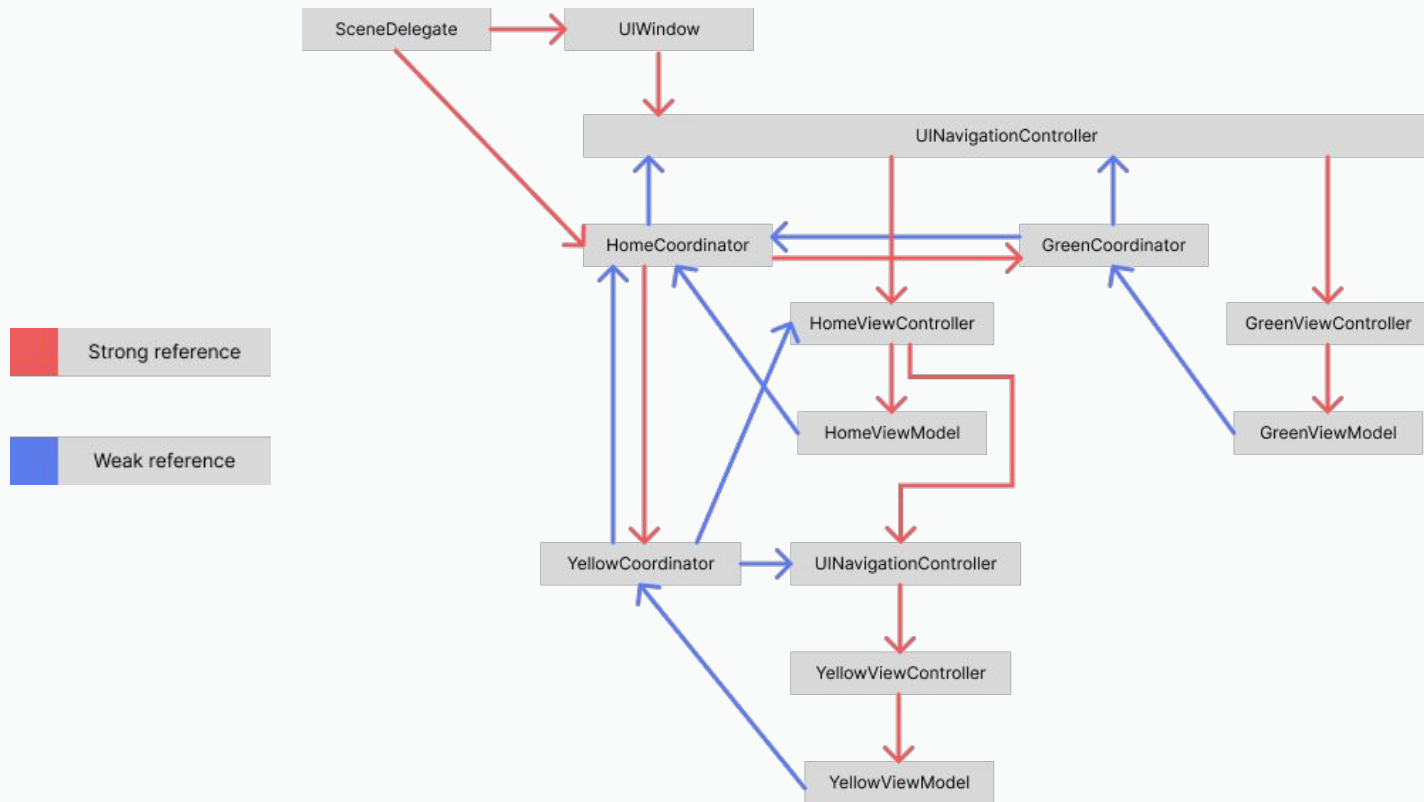 SceneDelegate
UIWindow
UINavigationController
HomeCoordinator
GreenCoordinator
HomeViewController
GreenViewController
Strong reference
HomeViewModel
GreenViewModel
Weak reference
YellowCoordinator
UINavigationController
YellowViewController
YellowViewModel